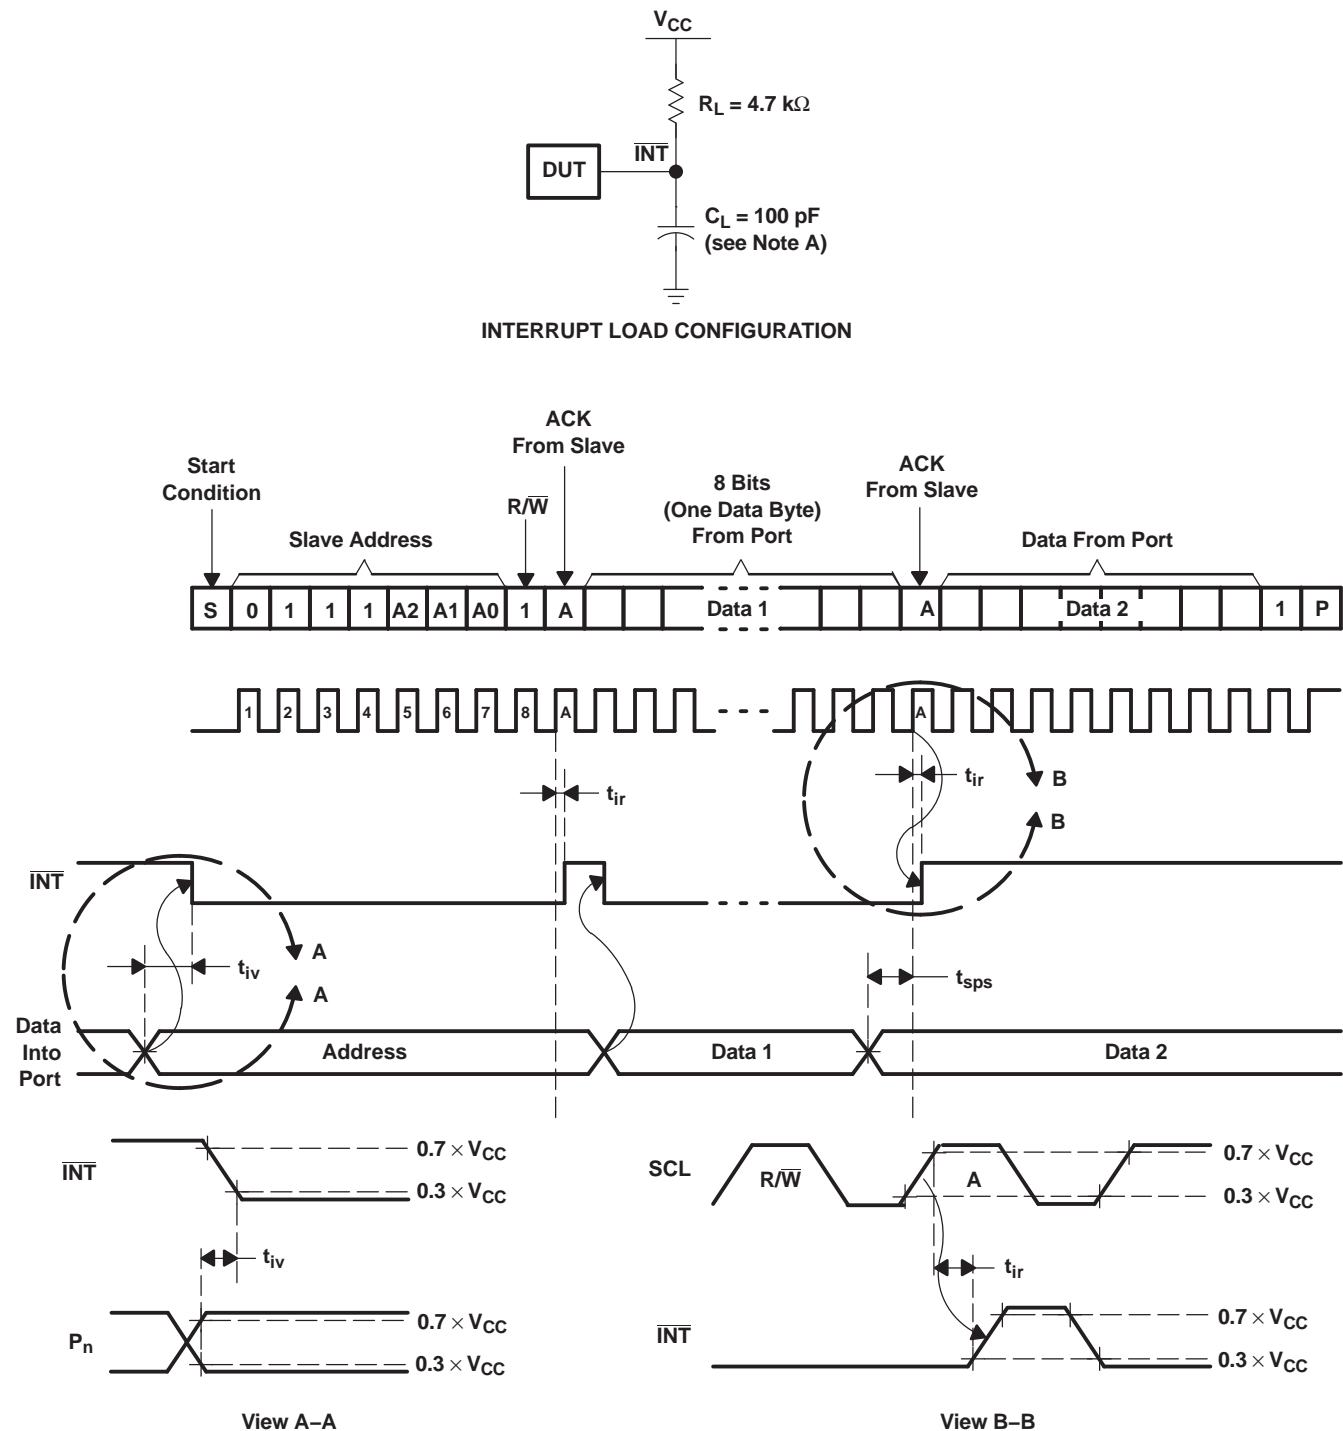 VCC
RL = 4.7 kΩ
DUT
INT
CL = 100 pF
(see Note A)
INTERRUPT LOAD CONFIGURATION
Start
Condition
ACK
From Slave
R/W
Slave Address
8 Bits
(One Data Byte)
From Port
ACK
From Slave
Data From Port
S 0 1 1 1 A2 A1 A0 1 A Data 1 A Data 2 1 P
1 2 3 4 5 6 7 8 A A
tir
tir
B
B
INT
A
tiv
A
tsps
Data
Into
Port
Address
Data 1
Data 2
INT
0.7 × VCC
0.3 × VCC
tiv
Pn
0.7 × VCC
0.3 × VCC
View A–A
SCL
R/W
A
0.7 × VCC
0.3 × VCC
tir
INT
0.7 × VCC
0.3 × VCC
View B–B